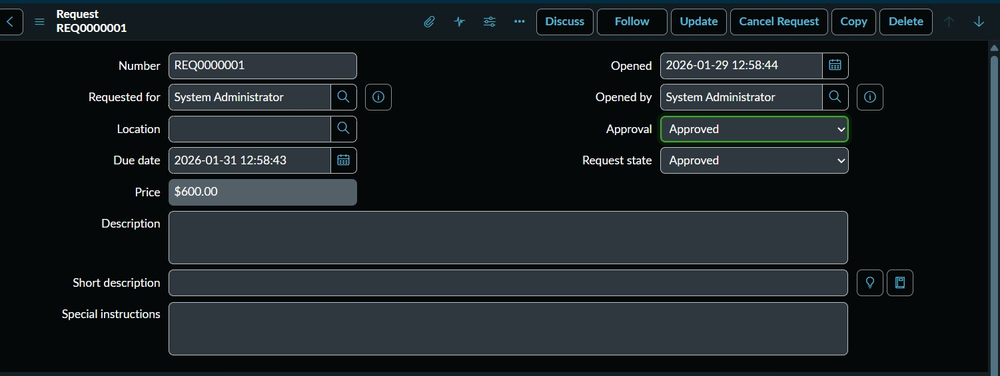 Request
REQ0000001
Discuss Follow Update Cancel Request Copy Delete
Number REQ0000001 Opened 2026-01-29 12:58:44
Requested for System Administrator Opened by System Administrator
Location Approval Approved
Due date 2026-01-31 12:58:43 Request state Approved
Price $600.00
Description
Short description
Special instructions